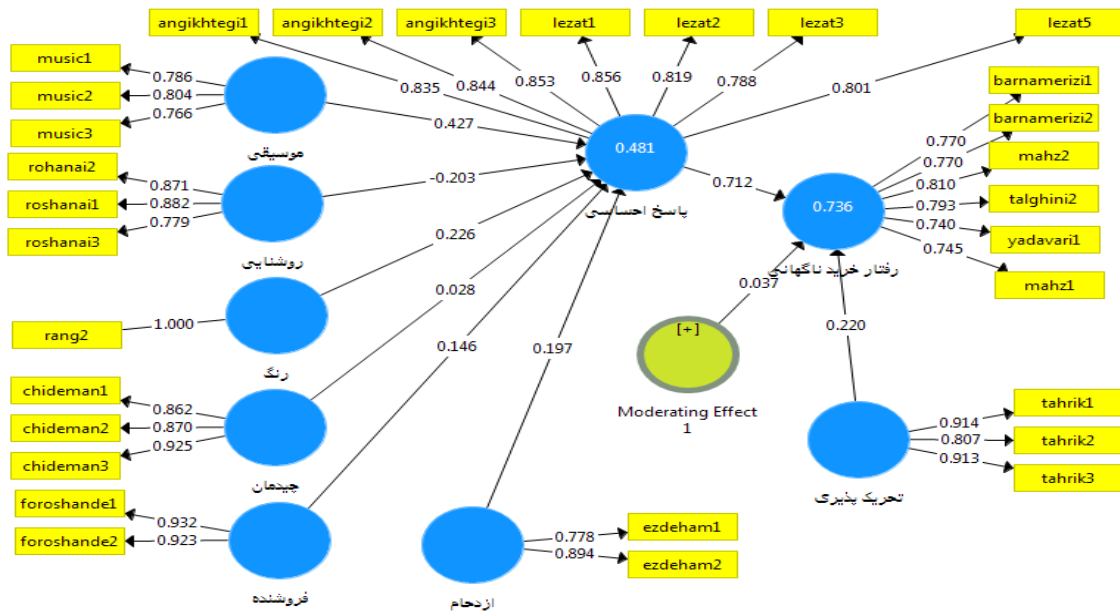 angikhtegi1
angikhtegi2
angikhtegi3
lezat1
lezat2
lezat3
lezat5
music1
music2
music3
0.786
0.804
0.766
موسیقی
0.427
0.835
0.844
0.853
0.856
0.819
0.788
0.801
0.481
پاسخ احساسی
rohanai2
roshanai1
roshanai3
0.871
0.882
0.779
روشنایی
-0.203
0.712
barnamerizi1
barnamerizi2
mahz2
talghini2
yadavari1
mahz1
0.770
0.770
0.810
0.793
0.740
0.745
0.736
رفتار خرید ناگهانی
rang2
1.000
رنگ
0.226
0.028
0.146
0.197
0.037
0.220
[+]
Moderating Effect
1
chideman1
chideman2
chideman3
0.862
0.870
0.925
چیدمان
tahrik1
tahrik2
tahrik3
0.914
0.807
0.913
تحریک پذیری
foroshande1
foroshande2
0.932
0.923
فروشنده
ezdeham1
ezdeham2
0.778
0.894
ازدحام